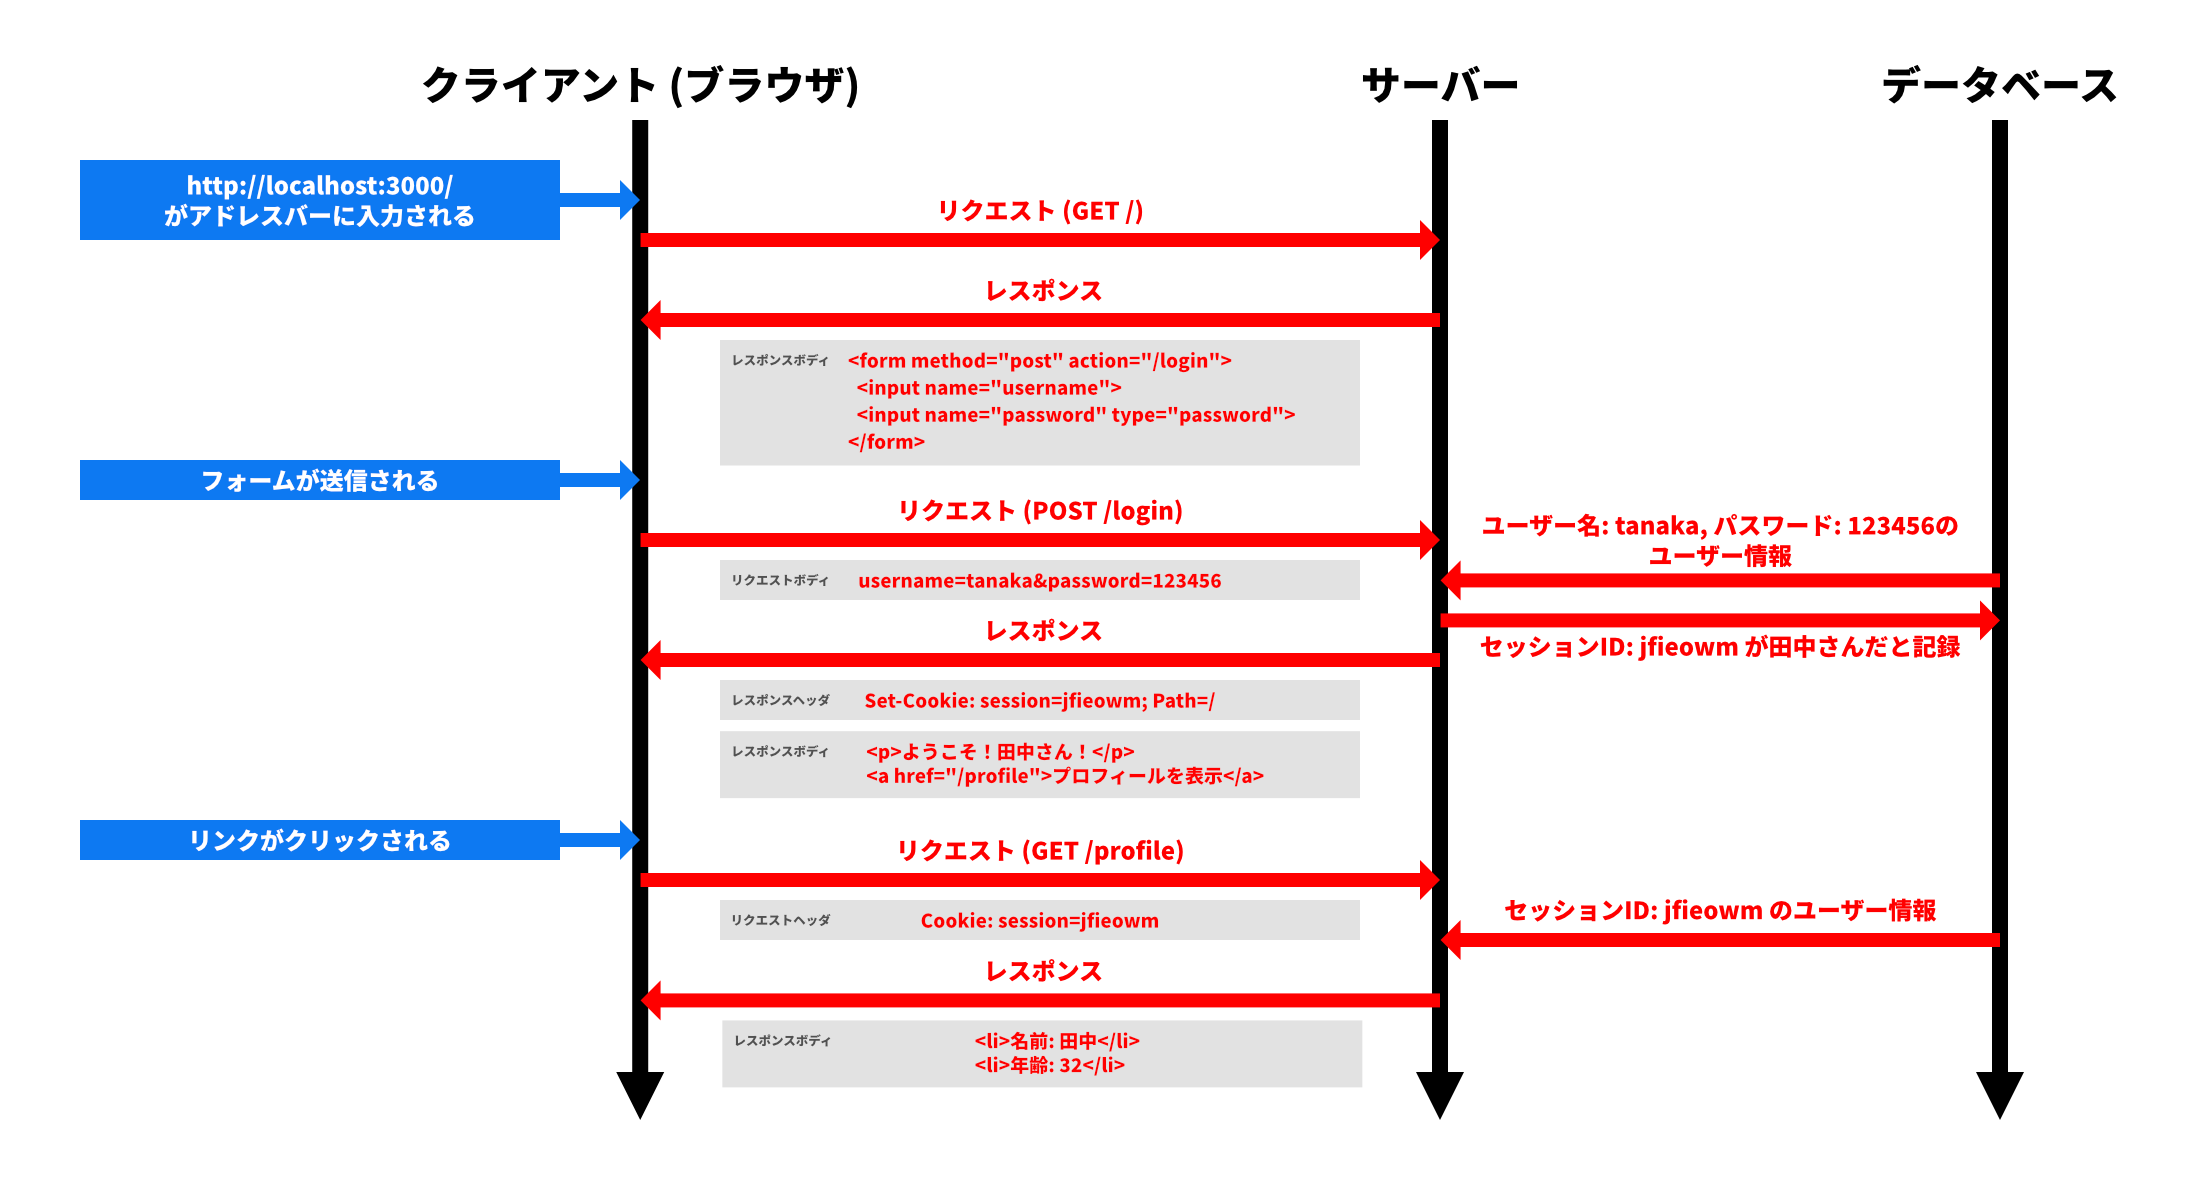 クライアント (ブラウザ)
サーバー
データベース
http://localhost:3000/
がアドレスバーに入力される
リクエスト (GET /)
レスポンス
レスポンスボディ
<form method="post" action="/login">
<input name="username">
<input name="password" type="password">
</form>
フォームが送信される
リクエスト (POST /login)
ユーザー名: tanaka, パスワード: 123456の
ユーザー情報
リクエストボディ
username=tanaka&password=123456
レスポンス
セッションID: jfieowm が田中さんだと記録
レスポンスヘッダ
Set-Cookie: session=jfieowm; Path=/
レスポンスボディ
<p>ようこそ！田中さん！</p>
<a href="/profile">プロフィールを表示</a>
リンクがクリックされる
リクエスト (GET /profile)
リクエストヘッダ
Cookie: session=jfieowm
セッションID: jfieowm のユーザー情報
レスポンス
レスポンスボディ
<li>名前: 田中</li>
<li>年齢: 32</li>